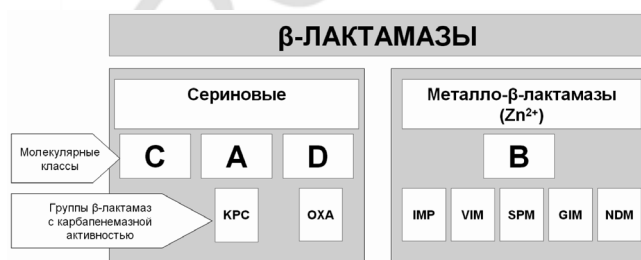 β-ЛАКТАМАЗЫ
Сериновые
Металло-β-лактамазы
(Zn²⁺)
Молекулярные
классы
C A D B
Группы β-лактамаз
с карбапенемазной
активностью
KPC OXA IMP VIM SPM GIM NDM